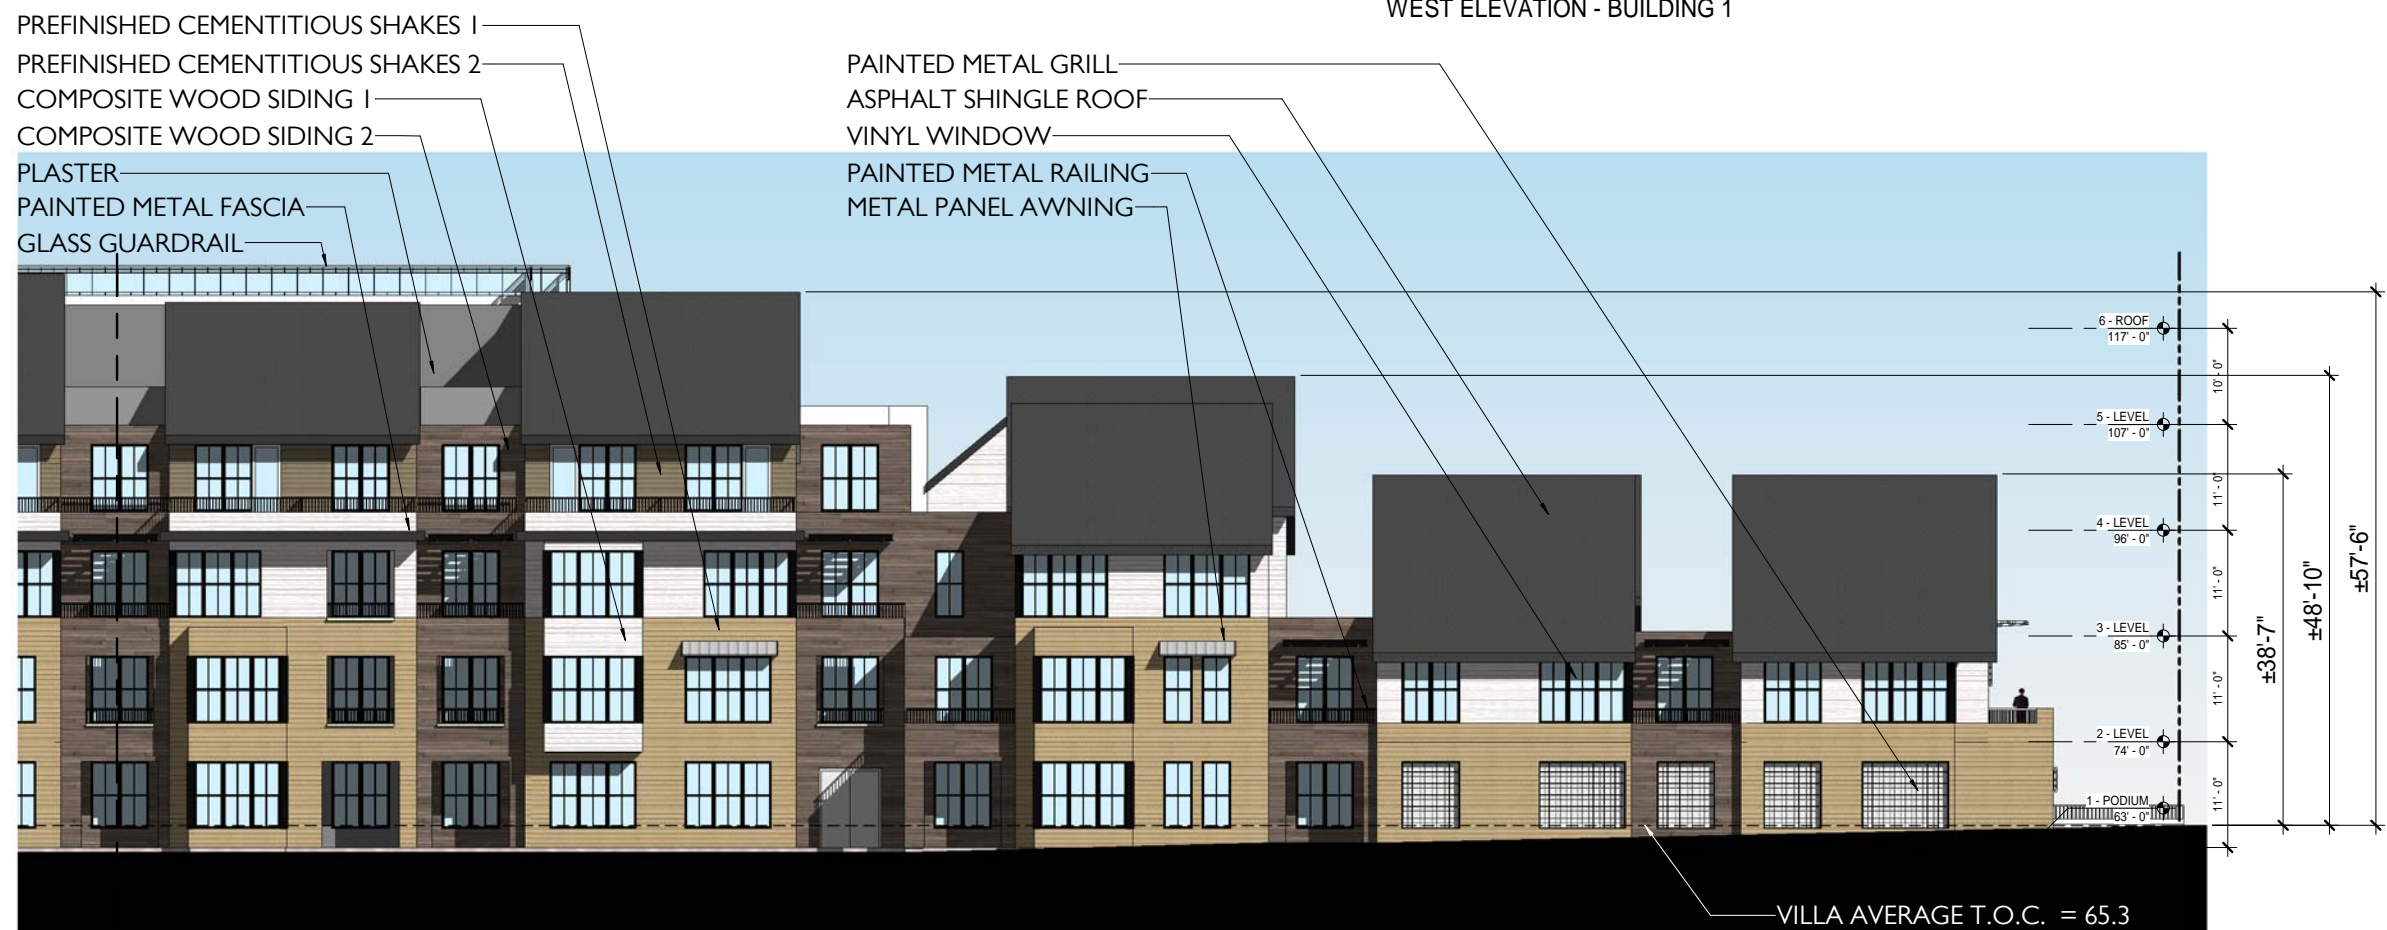 WEST ELEVATION - BUILDING 1
PREFINISHED CEMENTITIOUS SHAKES 1
PREFINISHED CEMENTITIOUS SHAKES 2
COMPOSITE WOOD SIDING 1
COMPOSITE WOOD SIDING 2
PLASTER
PAINTED METAL FASCIA
GLASS GUARDRAIL
PAINTED METAL GRILL
ASPHALT SHINGLE ROOF
VINYL WINDOW
PAINTED METAL RAILING
METAL PANEL AWNING
6 - ROOF
117' - 0"
10' - 0"
5 - LEVEL
107' - 0"
11' - 0"
4 - LEVEL
96' - 0"
11' - 0"
3 - LEVEL
85' - 0"
11' - 0"
2 - LEVEL
74' - 0"
11' - 0"
1 - PODIUM
63' - 0"
±38'-7"
±48'-10"
±57'-6"
VILLA AVERAGE T.O.C. = 65.3